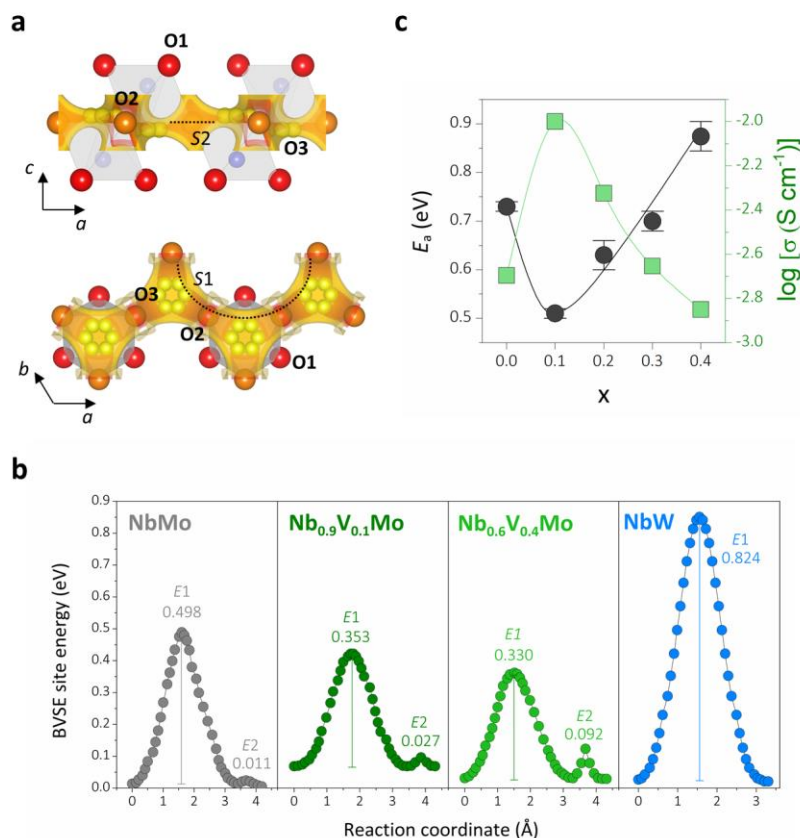 a
O1
O2
S2
O3
c
a
S1
O3
O2
O1
b
a
c
0.9
0.8
0.7
0.6
0.5
Eₐ (eV)
-2.0
-2.2
-2.4
-2.6
-2.8
-3.0
log [σ (S cm⁻¹)]
0.0 0.1 0.2 0.3 0.4
x
b
0.9
0.8
0.7
0.6
0.5
0.4
0.3
0.2
0.1
0.0
BVSE site energy (eV)
NbMo
E1
0.498
E2
0.011
Nb₀.₉V₀.₁Mo
E1
0.353
E2
0.027
Nb₀.₆V₀.₄Mo
E1
0.330
E2
0.092
NbW
E1
0.824
0 1 2 3 4 0 1 2 3 4 0 1 2 3 4 0 1 2 3
Reaction coordinate (Å)